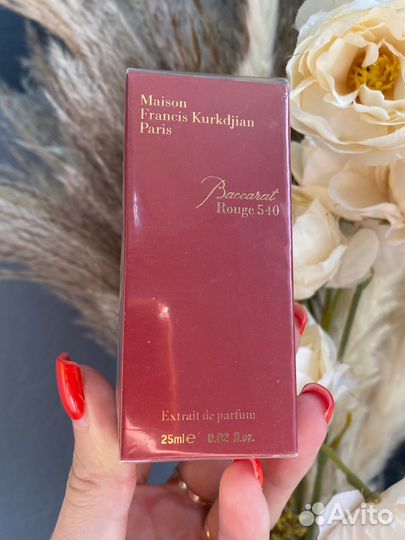 Maison
Francis Kurkdjian
Paris
Baccarat
Rouge 540
Extrait de parfum
25ml e 0.82 fl.oz.
Avito